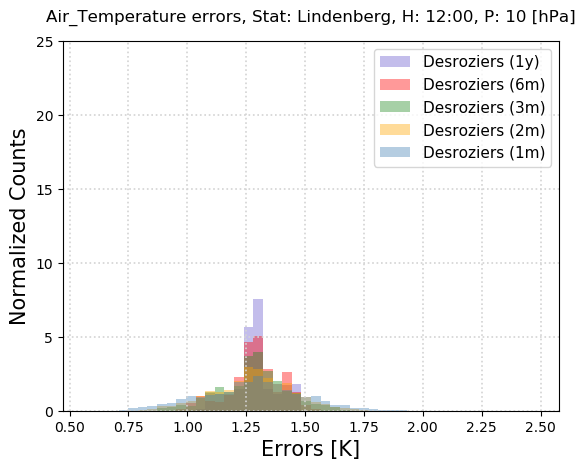 Air_Temperature errors, Stat: Lindenberg, H: 12:00, P: 10 [hPa]
25
20
15
10
5
0
Normalized Counts
Desroziers (1y)
Desroziers (6m)
Desroziers (3m)
Desroziers (2m)
Desroziers (1m)
0.50 0.75 1.00 1.25 1.50 1.75 2.00 2.25 2.50
Errors [K]